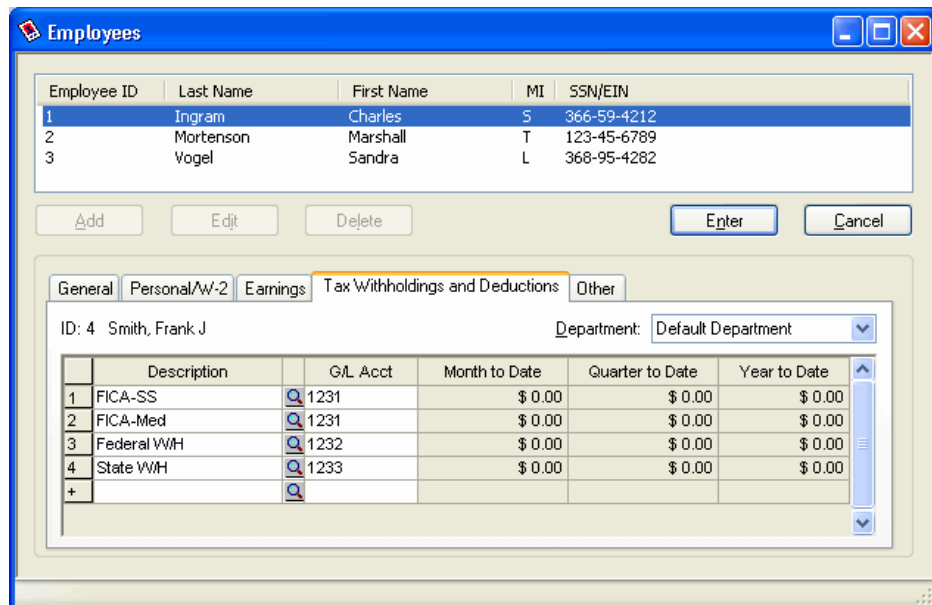 Employees
Employee ID Last Name First Name MI SSN/EIN
1 Ingram Charles S 366-59-4212
2 Mortenson Marshall T 123-45-6789
3 Vogel Sandra L 368-95-4282
Add Edit Delete Enter Cancel
General Personal/W-2 Earnings Tax Withholdings and Deductions Other
ID: 4 Smith, Frank J Department: Default Department
Description G/L Acct Month to Date Quarter to Date Year to Date
1 FICA-SS 1231 $ 0.00 $ 0.00 $ 0.00
2 FICA-Med 1231 $ 0.00 $ 0.00 $ 0.00
3 Federal W/H 1232 $ 0.00 $ 0.00 $ 0.00
4 State W/H 1233 $ 0.00 $ 0.00 $ 0.00
+